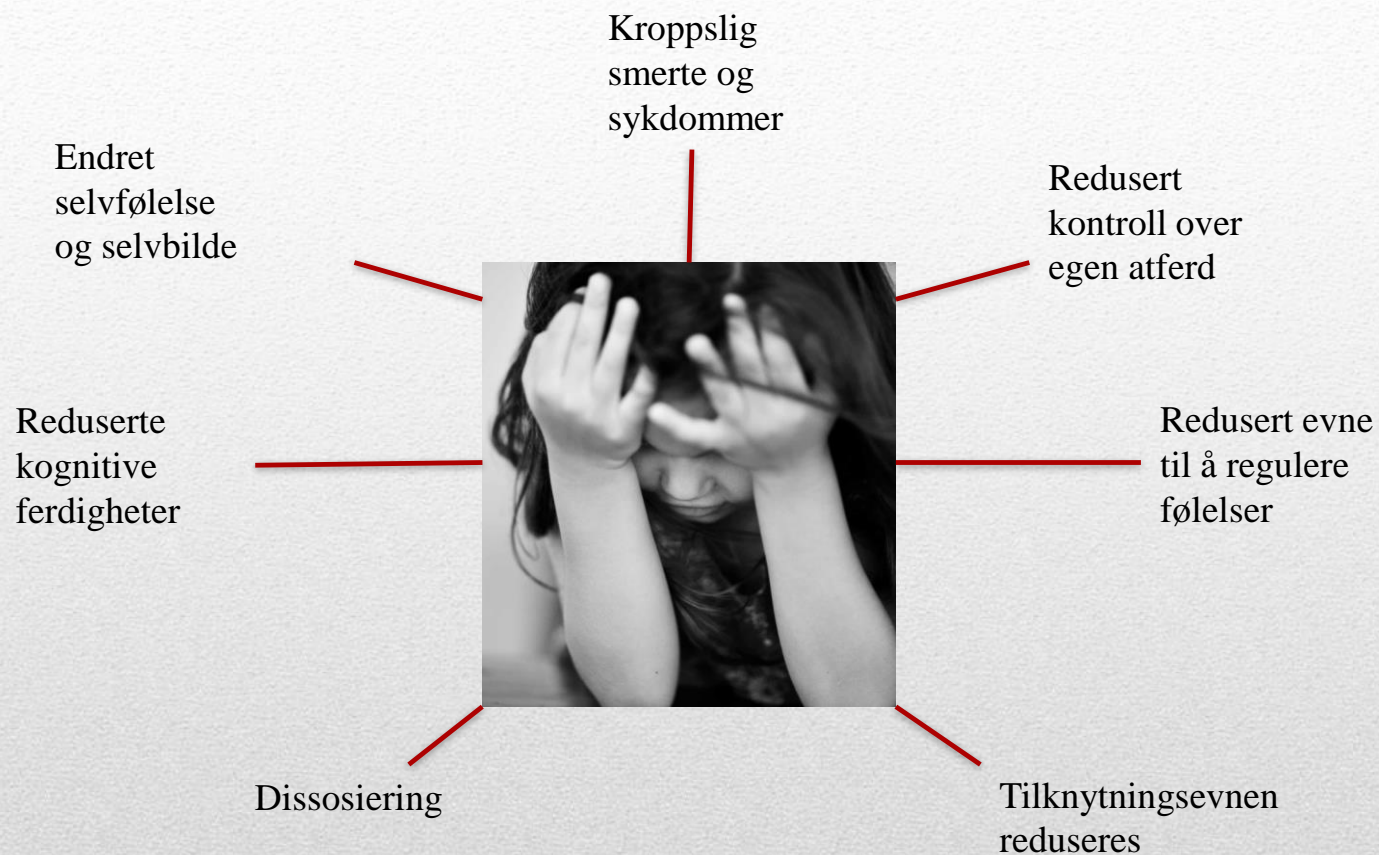 Kroppslig
smerte og
sykdommer
Endret
selvfølelse
og selvbilde
Redusert
kontroll over
egen atferd
Reduserte
kognitive
ferdigheter
Redusert evne
til å regulere
følelser
Dissosiering
Tilknytningsevnen
reduseres